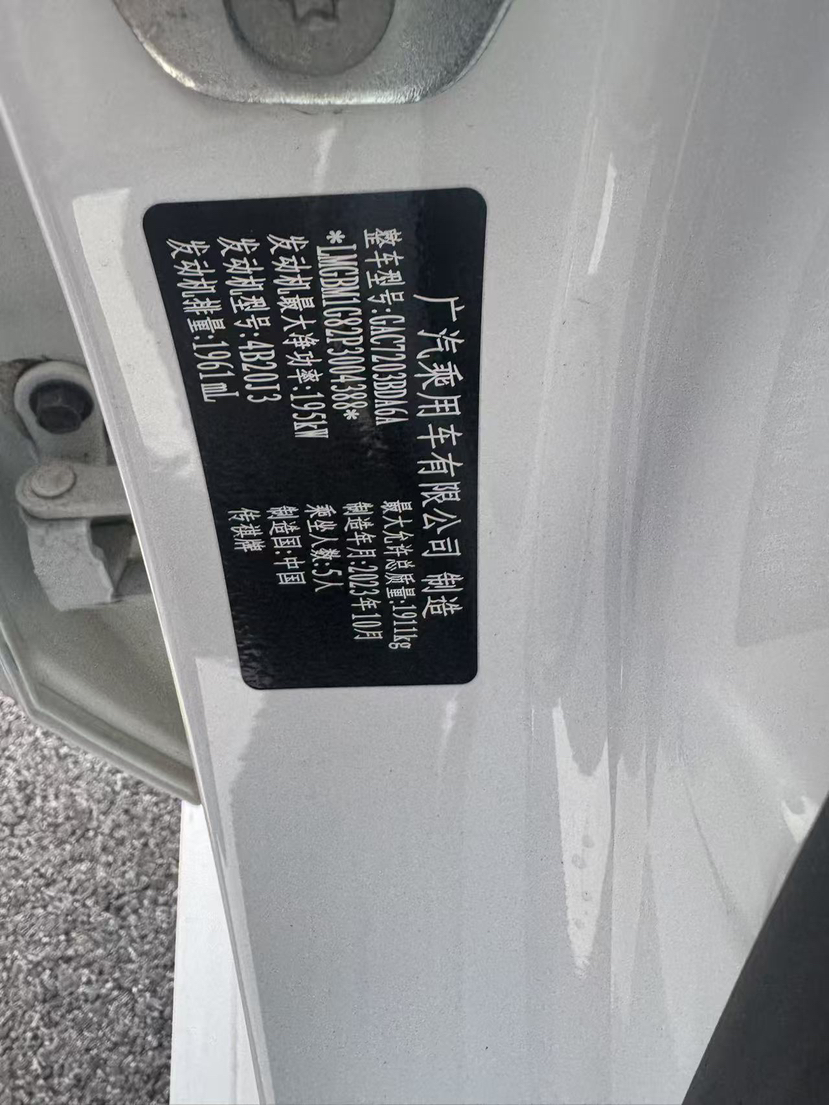 广汽乘用车有限公司 制造
整车型号:GAC7203BDA6A
最大允许总质量:1911kg
*LMGBM1G82P3004388*
制造年月:2023年10月
发动机最大净功率:195kW
乘坐人数:5人
发动机型号:4B20J3
制造国:中国
发动机排量:1961mL
传祺牌